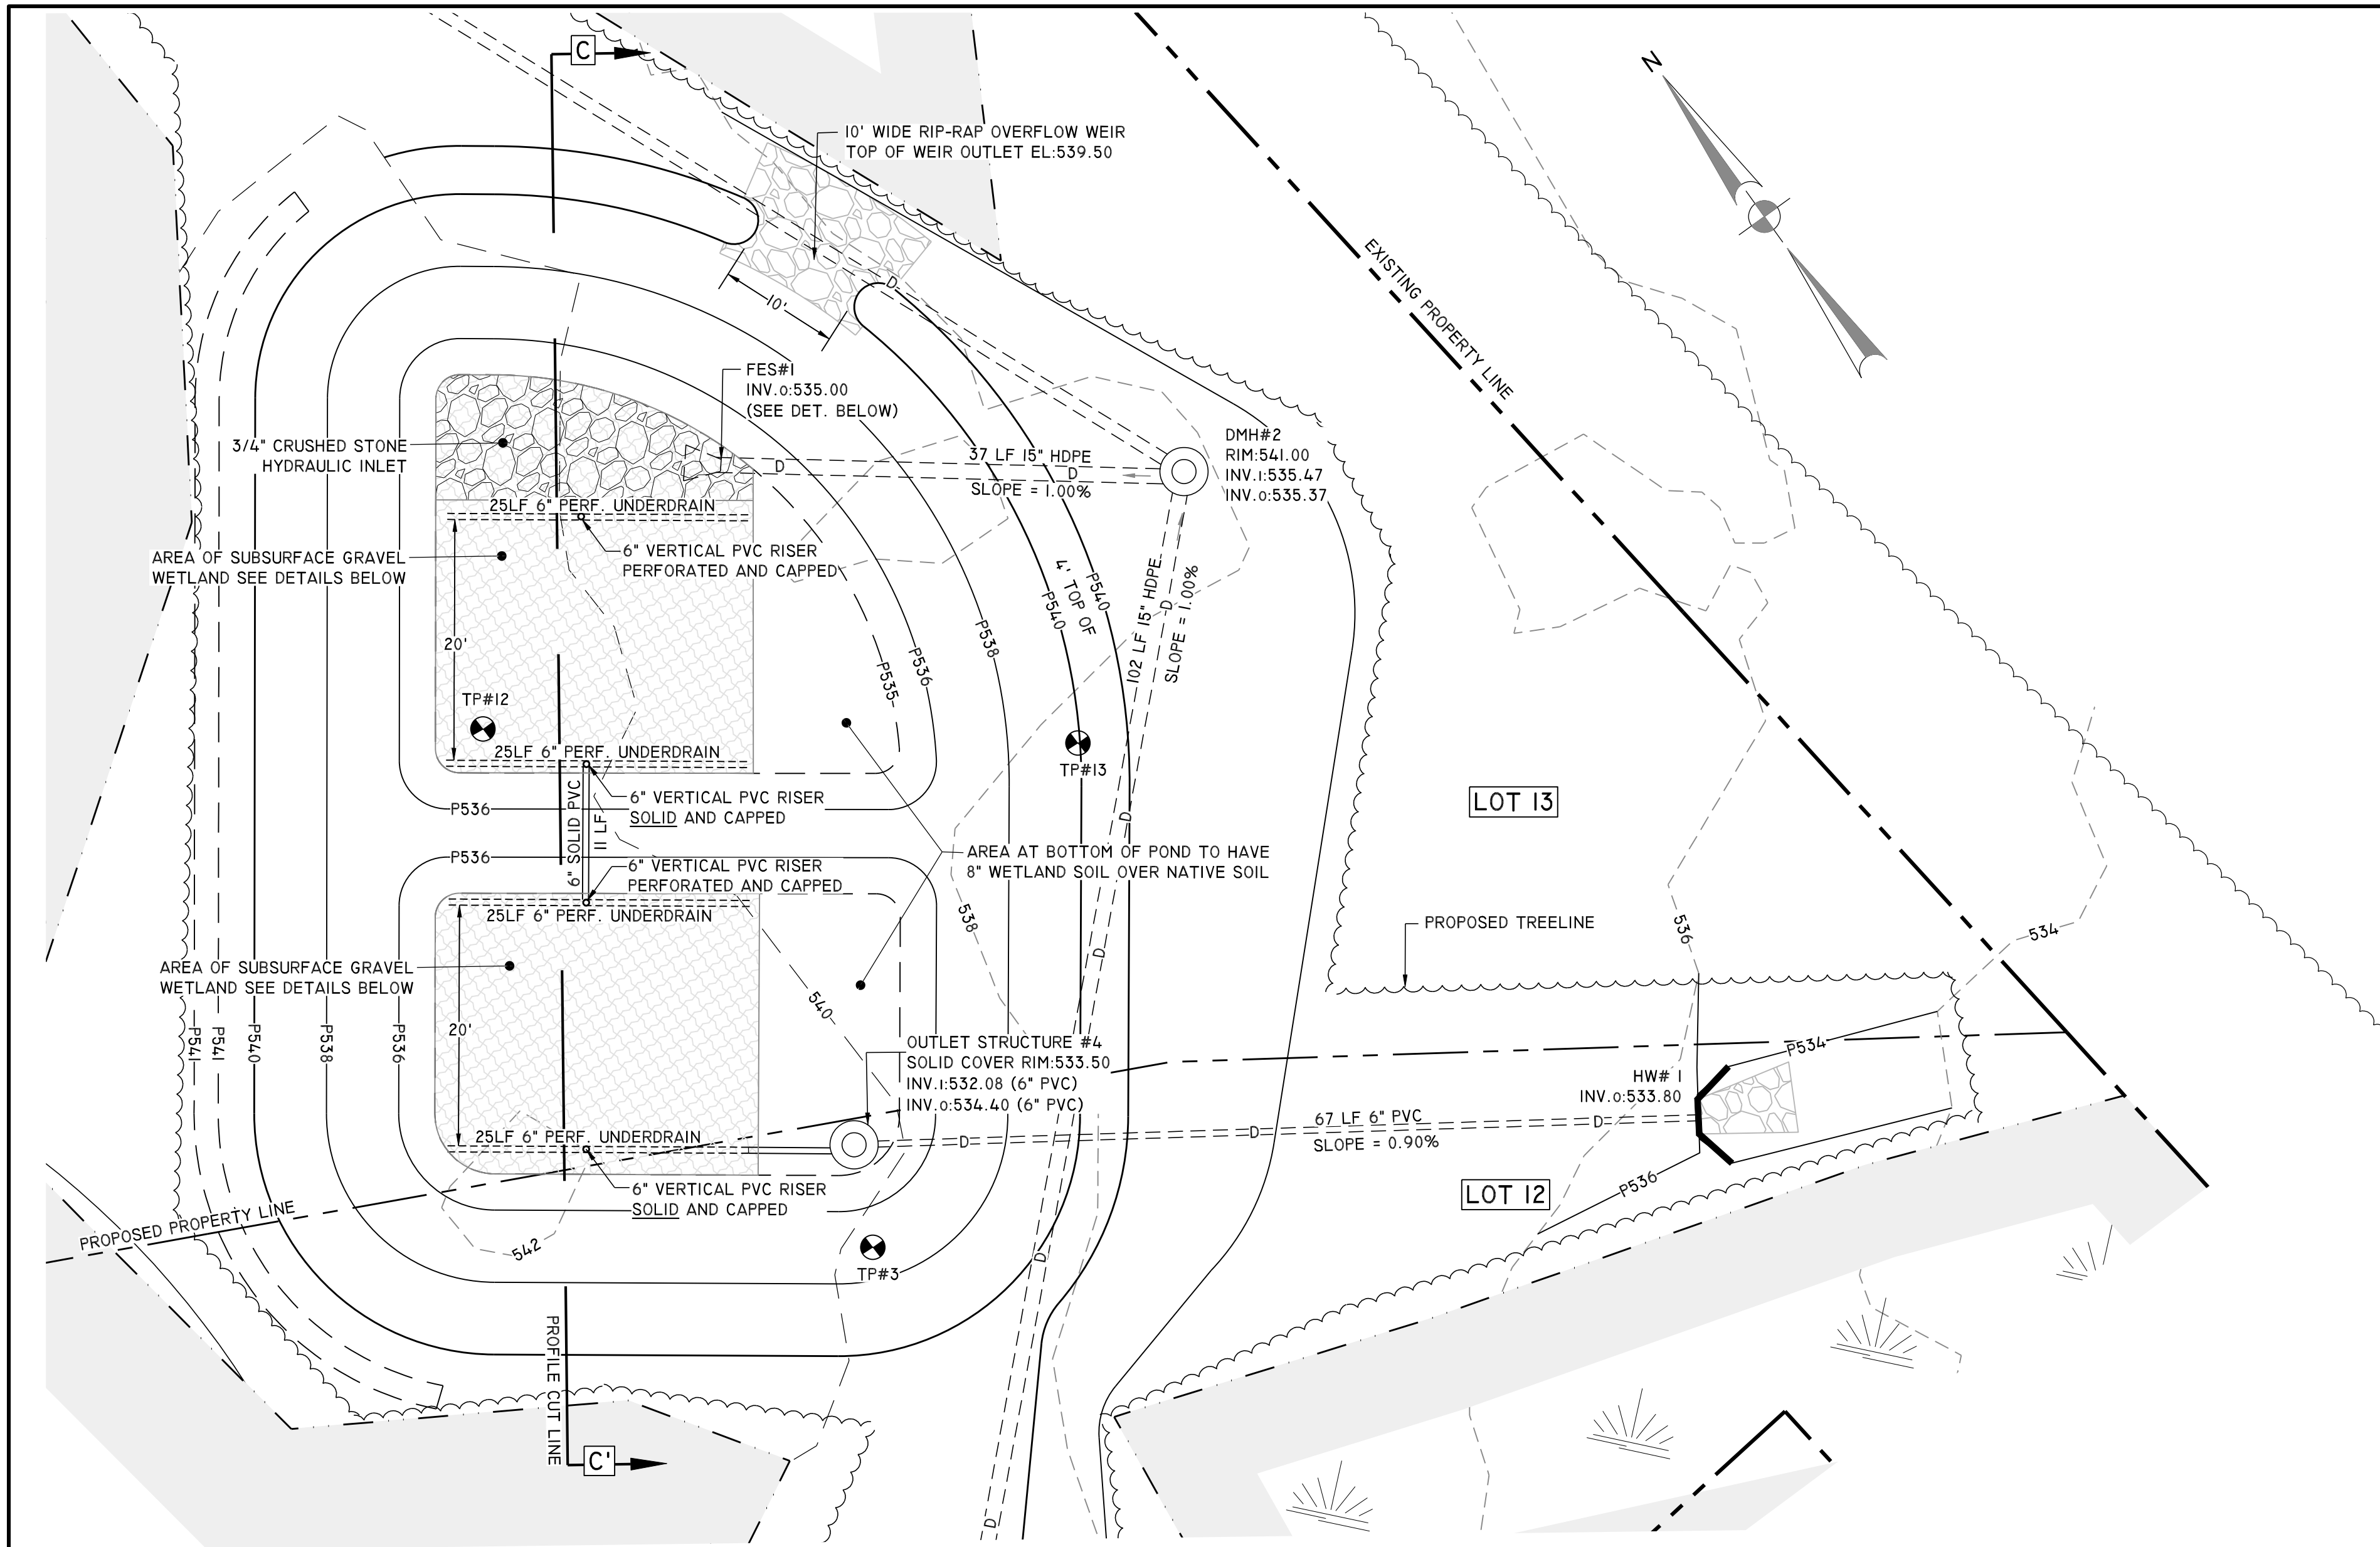 C
N
10' WIDE RIP-RAP OVERFLOW WEIR
TOP OF WEIR OUTLET EL:539.50
EXISTING PROPERTY LINE
D
10'
FES#1
INV.o:535.00
(SEE DET. BELOW)
3/4" CRUSHED STONE
HYDRAULIC INLET
D
37 LF 15" HDPE
D
SLOPE = 1.00%
DMH#2
RIM:541.00
INV.1:535.47
INV.o:535.37
25LF 6" PERF. UNDERDRAIN
AREA OF SUBSURFACE GRAVEL
WETLAND SEE DETAILS BELOW
6" VERTICAL PVC RISER
PERFORATED AND CAPPED
P540
4' TOP OF
P540
102 LF 15" HDPE
D
SLOPE = 1.00%
20'
P535
P536
P538
TP#12
25LF 6" PERF. UNDERDRAIN
TP#13
6" SOLID PVC
11 LF
6" VERTICAL PVC RISER
SOLID AND CAPPED
P536
LOT 13
D
P536
6" VERTICAL PVC RISER
PERFORATED AND CAPPED
AREA AT BOTTOM OF POND TO HAVE
8" WETLAND SOIL OVER NATIVE SOIL
25LF 6" PERF. UNDERDRAIN
538
536
PROPOSED TREELINE
534
D
AREA OF SUBSURFACE GRAVEL
WETLAND SEE DETAILS BELOW
540
P541
P541
P540
P538
P536
20'
OUTLET STRUCTURE #4
SOLID COVER RIM:533.50
INV.1:532.08 (6" PVC)
INV.o:534.40 (6" PVC)
P534
HW# 1
INV.o:533.80
67 LF 6" PVC
SLOPE = 0.90%
D
D
D
25LF 6" PERF. UNDERDRAIN
6" VERTICAL PVC RISER
SOLID AND CAPPED
P536
LOT 12
PROPOSED PROPERTY LINE
542
D
TP#3
PROFILE CUT LINE
C'
D